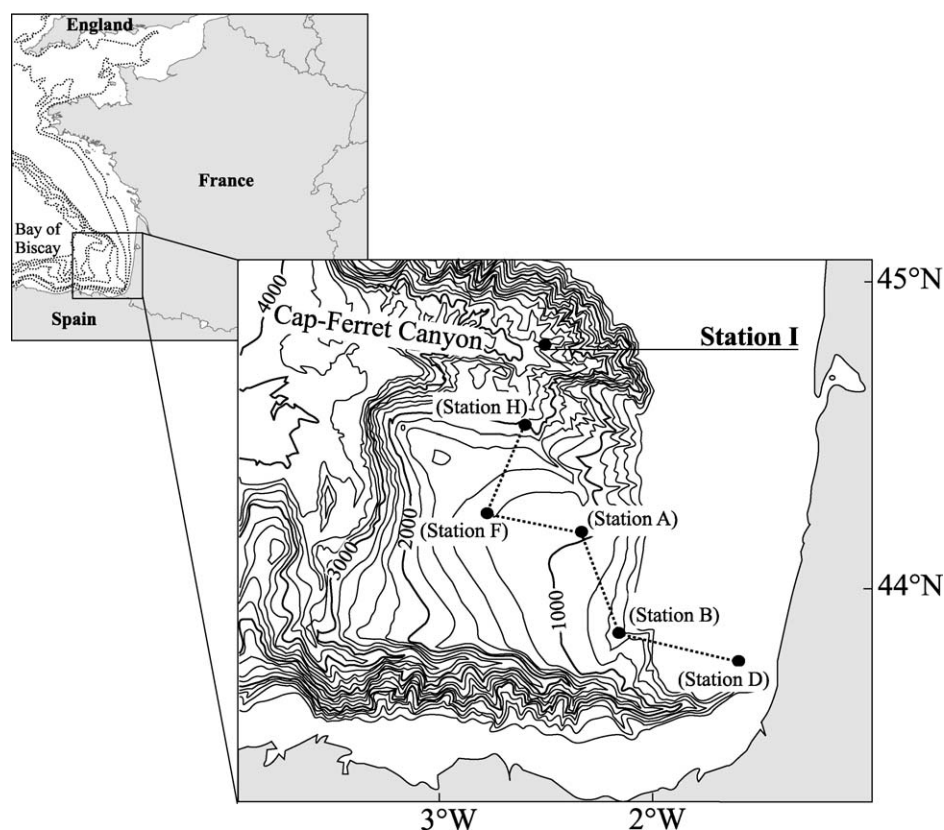 England
France
Bay of
Biscay
Spain
45°N
4000
Cap-Ferret Canyon
Station I
(Station H)
(Station F)
(Station A)
2000
3000
1000
44°N
(Station B)
(Station D)
3°W
2°W